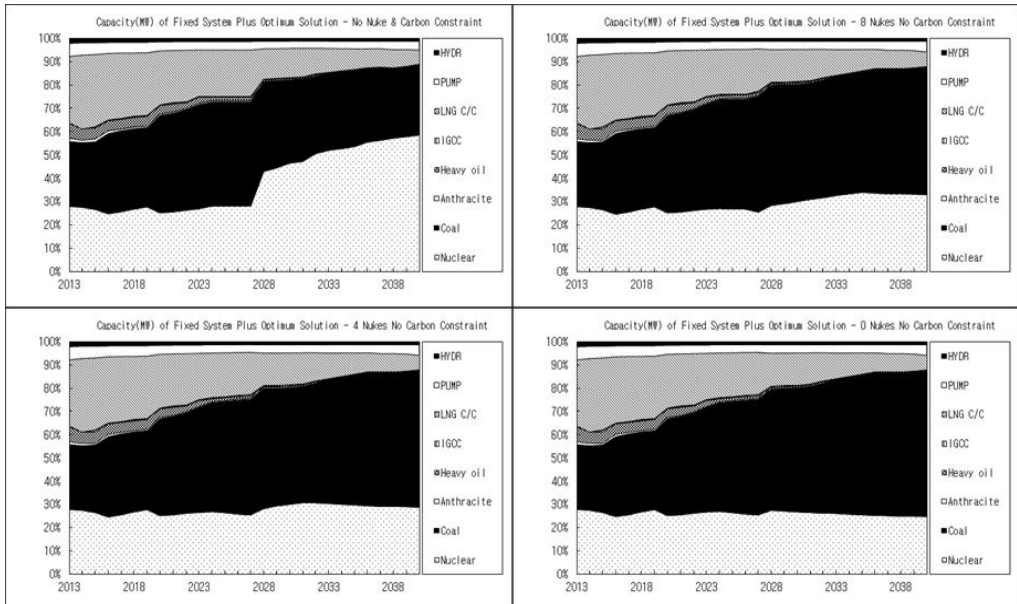 Capacity(MW) of Fixed System Plus Optimum Solution - No Nuke & Carbon Constraint
100%
90%
80%
70%
60%
50%
40%
30%
20%
10%
0%
2013 2018 2023 2028 2033 2038
HYDR
PUMP
LNG C/C
IGCC
Heavy oil
Anthracite
Coal
Nuclear
Capacity(MW) of Fixed System Plus Optimum Solution - 8 Nukes No Carbon Constraint
100%
90%
80%
70%
60%
50%
40%
30%
20%
10%
0%
2013 2018 2023 2028 2033 2038
HYDR
PUMP
LNG C/C
IGCC
Heavy oil
Anthracite
Coal
Nuclear
Capacity(MW) of Fixed System Plus Optimum Solution - 4 Nukes No Carbon Constraint
100%
90%
80%
70%
60%
50%
40%
30%
20%
10%
0%
2013 2018 2023 2028 2033 2038
HYDR
PUMP
LNG C/C
IGCC
Heavy oil
Anthracite
Coal
Nuclear
Capacity(MW) of Fixed System Plus Optimum Solution - 0 Nukes No Carbon Constraint
100%
90%
80%
70%
60%
50%
40%
30%
20%
10%
0%
2013 2018 2023 2028 2033 2038
HYDR
PUMP
LNG C/C
IGCC
Heavy oil
Anthracite
Coal
Nuclear